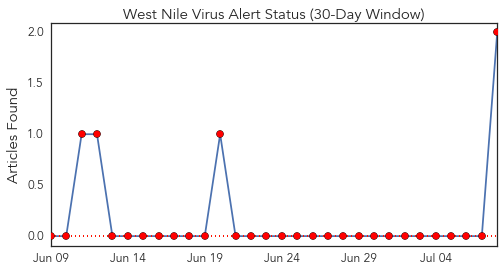 West Nile Virus Alert Status (30-Day Window)
Articles Found
2.0
1.5
1.0
0.5
0.0
Jun 09 Jun 14 Jun 19 Jun 24 Jun 29 Jul 04